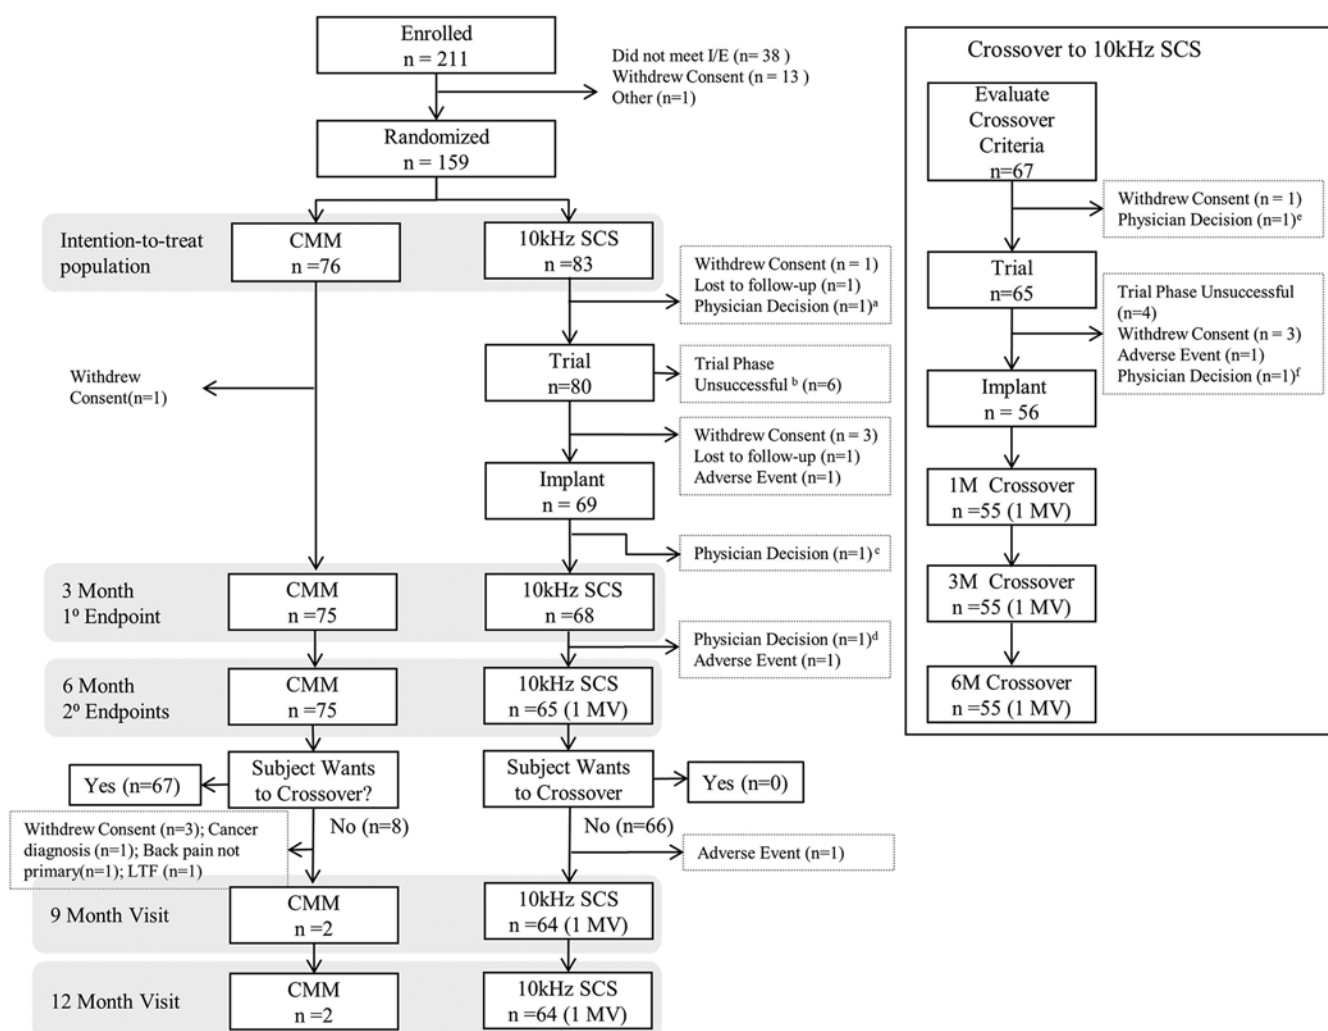 Enrolled
n = 211
Did not meet I/E (n= 38 )
Withdrew Consent (n = 13 )
Other (n=1)
Randomized
n = 159
Intention-to-treat
population
CMM
n =76
10kHz SCS
n =83
Withdrew Consent (n = 1)
Lost to follow-up (n=1)
Physician Decision (n=1)ᵃ
Trial
n=80
Trial Phase
Unsuccessful ᵇ (n=6)
Withdrew
Consent(n=1)
Withdrew Consent (n = 3)
Lost to follow-up (n=1)
Adverse Event (n=1)
Implant
n = 69
Physician Decision (n=1)ᶜ
3 Month
1º Endpoint
CMM
n =75
10kHz SCS
n =68
Physician Decision (n=1)ᵈ
Adverse Event (n=1)
6 Month
2º Endpoints
CMM
n =75
10kHz SCS
n =65 (1 MV)
Yes (n=67)
Subject Wants
to Crossover?
Subject Wants
to Crossover
Yes (n=0)
No (n=8)
No (n=66)
Withdrew Consent (n=3); Cancer
diagnosis (n=1); Back pain not
primary(n=1); LTF (n=1)
Adverse Event (n=1)
9 Month Visit
CMM
n =2
10kHz SCS
n =64 (1 MV)
12 Month Visit
CMM
n =2
10kHz SCS
n =64 (1 MV)
Crossover to 10kHz SCS
Evaluate
Crossover
Criteria
n=67
Withdrew Consent (n = 1)
Physician Decision (n=1)ᵉ
Trial
n=65
Trial Phase Unsuccessful
(n=4)
Withdrew Consent (n = 3)
Adverse Event (n=1)
Physician Decision (n=1)ᶠ
Implant
n = 56
1M Crossover
n =55 (1 MV)
3M Crossover
n =55 (1 MV)
6M Crossover
n =55 (1 MV)